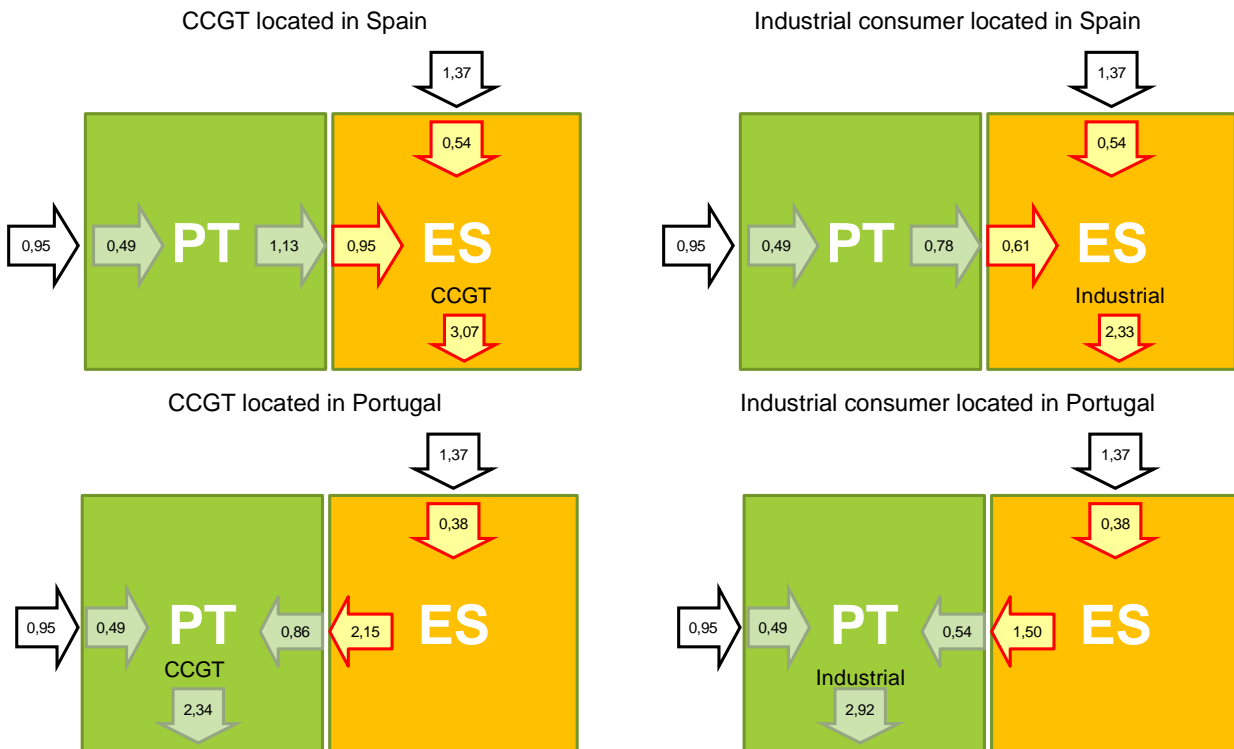 CCGT located in Spain
1,37
0,54
0,95
0,49
PT
1,13
0,95
ES
CCGT
3,07
Industrial consumer located in Spain
1,37
0,54
0,95
0,49
PT
0,78
0,61
ES
Industrial
2,33
CCGT located in Portugal
1,37
0,38
0,95
0,49
PT
0,86
2,15
ES
CCGT
2,34
Industrial consumer located in Portugal
1,37
0,38
0,95
0,49
PT
0,54
1,50
ES
Industrial
2,92